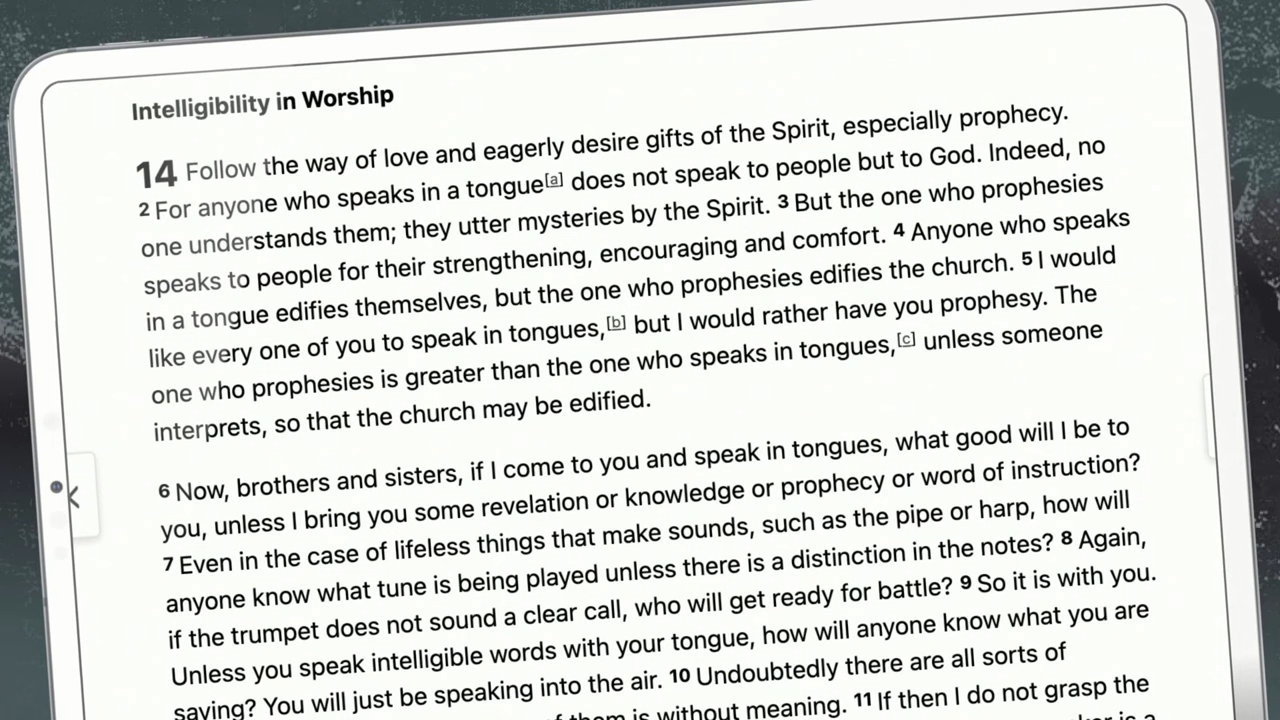 Intelligibility in Worship
14 Follow the way of love and eagerly desire gifts of the Spirit, especially prophecy.
2 For anyone who speaks in a tongue[a] does not speak to people but to God. Indeed, no
one understands them; they utter mysteries by the Spirit. 3 But the one who prophesies
speaks to people for their strengthening, encouraging and comfort. 4 Anyone who speaks
in a tongue edifies themselves, but the one who prophesies edifies the church. 5 I would
like every one of you to speak in tongues,[b] but I would rather have you prophesy. The
one who prophesies is greater than the one who speaks in tongues,[c] unless someone
interprets, so that the church may be edified.
6 Now, brothers and sisters, if I come to you and speak in tongues, what good will I be to
you, unless I bring you some revelation or knowledge or prophecy or word of instruction?
7 Even in the case of lifeless things that make sounds, such as the pipe or harp, how will
anyone know what tune is being played unless there is a distinction in the notes? 8 Again,
if the trumpet does not sound a clear call, who will get ready for battle? 9 So it is with you.
Unless you speak intelligible words with your tongue, how will anyone know what you are
saying? You will just be speaking into the air. 10 Undoubtedly there are all sorts of
of them is without meaning. 11 If then I do not grasp the
is a